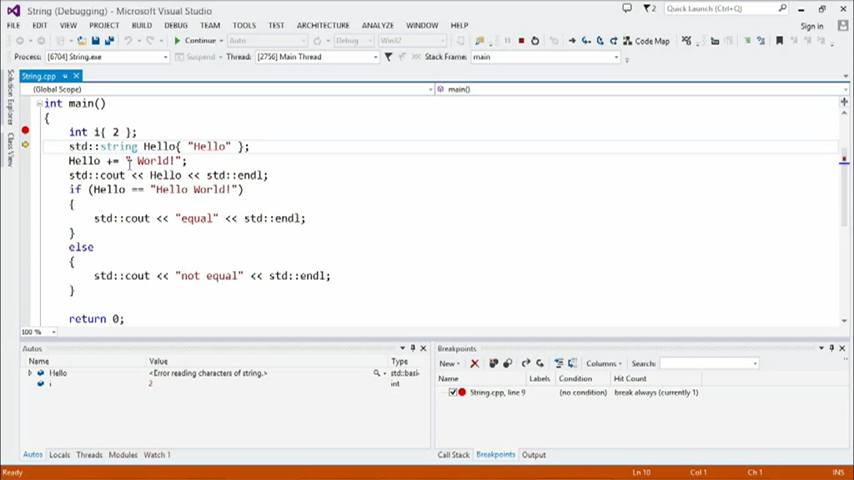 String (Debugging) - Microsoft Visual Studio
2
Quick Launch (Ctrl+Q)
FILE EDIT VIEW PROJECT BUILD DEBUG TEAM TOOLS TEST ARCHITECTURE ANALYZE WINDOW HELP
Sign in
Continue Auto Debug Win32 Code Map
Process: [6704] String.exe Suspend Thread: [2756] Main Thread Stack Frame: main
Solution Explorer
Class View
String.cpp
(Global Scope) main()
int main()
{
int i{ 2 };
std::string Hello{ "Hello" };
Hello += " World!";
std::cout << Hello << std::endl;
if (Hello == "Hello World!")
{
std::cout << "equal" << std::endl;
}
else
{
std::cout << "not equal" << std::endl;
}
return 0;
100 %
Autos
Name Value Type
Hello <Error reading characters of string.> std::basi
i 2 int
Autos Locals Threads Modules Watch 1
Breakpoints
New Columns Search:
Name Labels Condition Hit Count
String.cpp, line 9 (no condition) break always (currently 1)
Call Stack Breakpoints Output
Ready Ln 10 Col 1 Ch 1